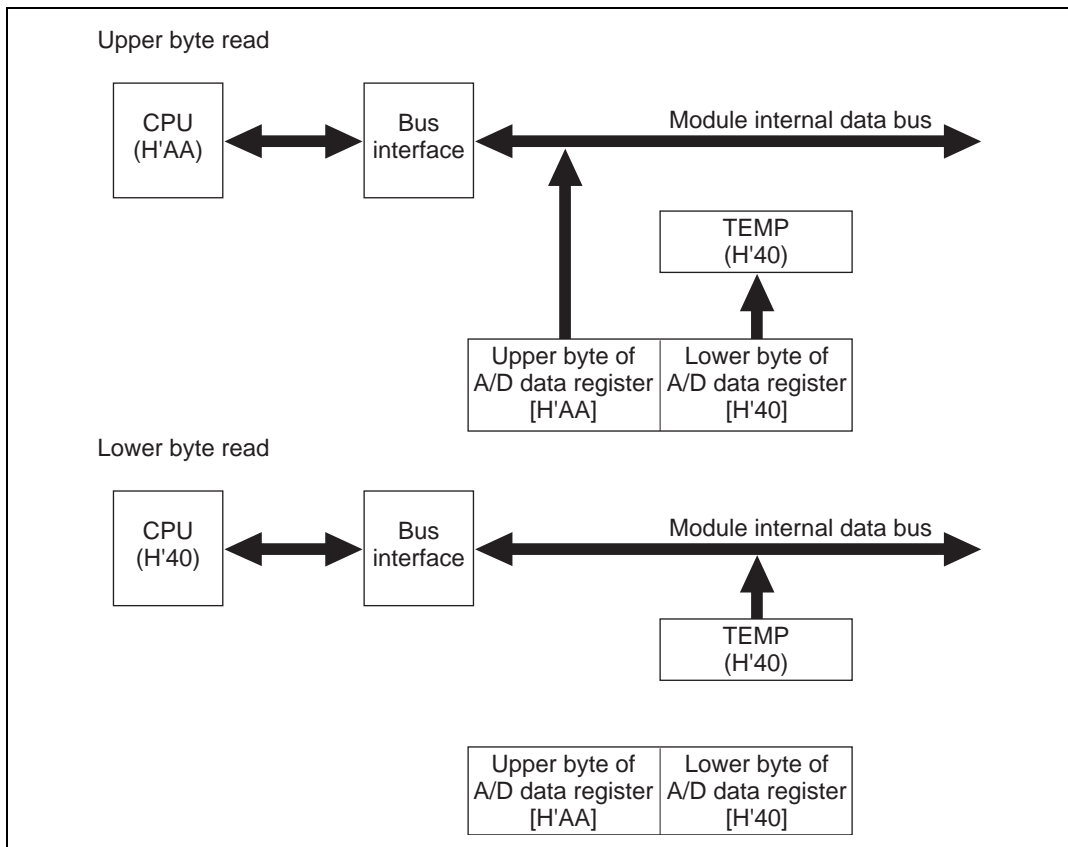 Upper byte read
CPU
(H'AA)
Bus
interface
Module internal data bus
TEMP
(H'40)
Upper byte of
A/D data register
[H'AA]
Lower byte of
A/D data register
[H'40]
Lower byte read
CPU
(H'40)
Bus
interface
Module internal data bus
TEMP
(H'40)
Upper byte of
A/D data register
[H'AA]
Lower byte of
A/D data register
[H'40]